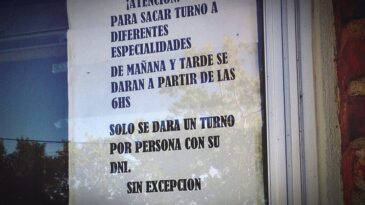 ¡ATENCION!
PARA SACAR TURNO A
DIFERENTES
ESPECIALIDADES
DE MAÑANA Y TARDE SE
DARAN A PARTIR DE LAS
6HS
SOLO SE DARA UN TURNO
POR PERSONA CON SU
DNI.
SIN EXCEPCION